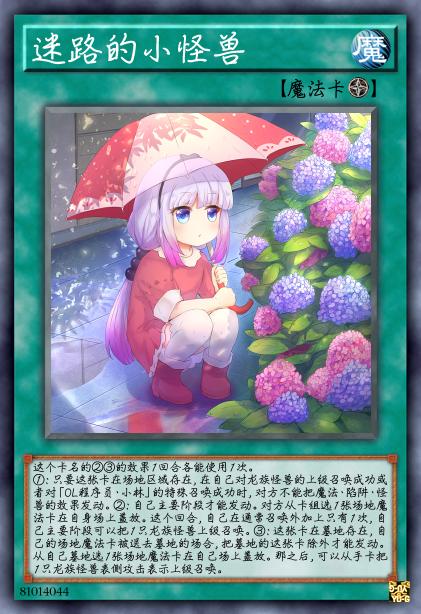 迷路的小怪兽
魔
【魔法卡】
这个卡名的②③的效果1回合各能使用1次。
①:只要这张卡在场地区域存在,在自己对龙族怪兽的上级召唤成功或
者对「OL程序员·小林」的特殊召唤成功时,对方不能把魔法·陷阱·怪
兽的效果发动。②:自己主要阶段才能发动。对方从卡组选1张场地魔
法卡在自身场上盖放。这个回合,自己在通常召唤外加上只有1次,自
己主要阶段可以把1只龙族怪兽上级召唤。③:这张卡在墓地存在,自
己的场地魔法卡被送去墓地的场合,把墓地的这张卡除外才能发动。
从自己墓地选1张场地魔法卡在自己场上盖放。那之后,可以从手卡把
1只龙族怪兽表侧攻击表示上级召唤。
81014044